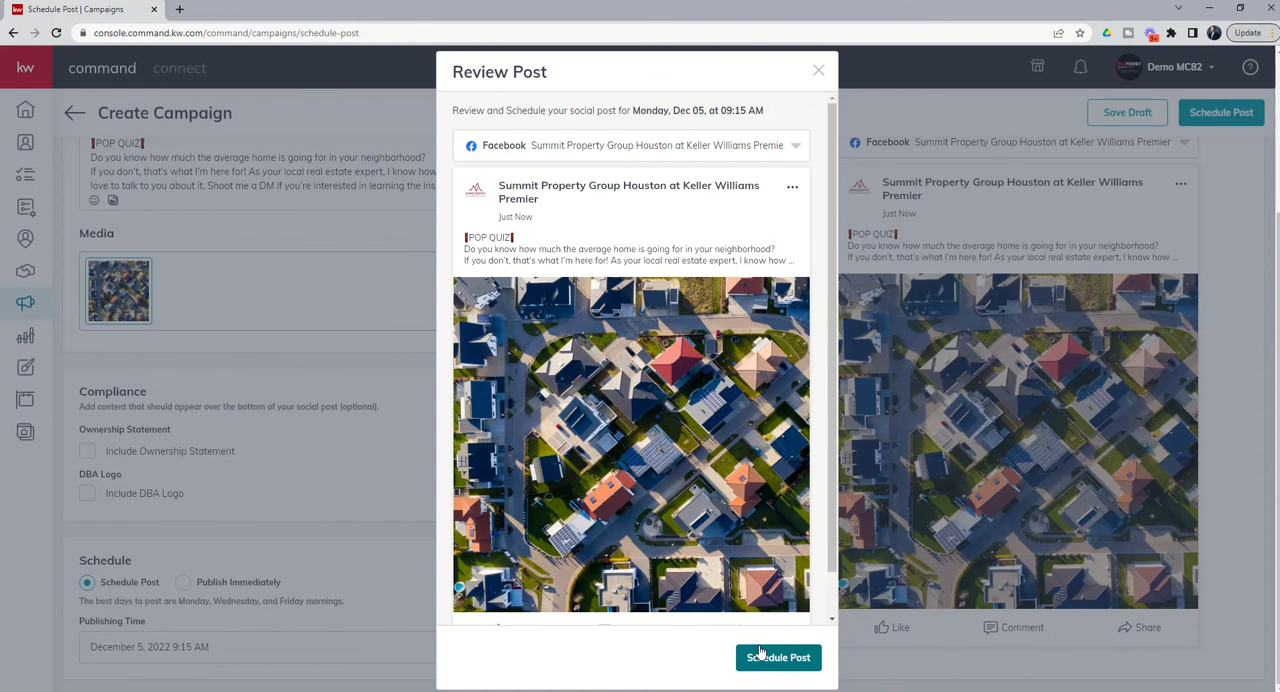 kw Schedule Post | Campaigns
console.command.kw.com/command/campaigns/schedule-post
9+
Update
kw
command
connect
Demo MC82
Create Campaign
Save Draft
Schedule Post
POP QUIZ
Do you know how much the average home is going for in your neighborhood?
If you don't, that's what I'm here for! As your local real estate expert, I know
love to talk to you about it. Shoot me a DM if you're interested in learning the ins
Media
Compliance
Add content that should appear over the bottom of your social post (optional).
Ownership Statement
Include Ownership Statement
DBA Logo
Include DBA Logo
Schedule
Schedule Post
Publish Immediately
The best days to post are Monday, Wednesday, and Friday mornings.
Publishing Time
December 5, 2022 9:15 AM
Review Post
Review and Schedule your social post for Monday, Dec 05, at 09:15 AM
Facebook Summit Property Group Houston at Keller Williams Premie
Summit Property Group Houston at Keller Williams
Premier
Just Now
POP QUIZ
Do you know how much the average home is going for in your neighborhood?
If you don't, that's what I'm here for! As your local real estate expert, I know how ...
Schedule Post
Facebook Summit Property Group Houston at Keller Williams Premier
Summit Property Group Houston at Keller Williams
Premier
Just Now
POP QUIZ
Do you know how much the average home is going for in your neighborhood?
If you don't, that's what I'm here for! As your local real estate expert, I know how ...
Like
Comment
Share